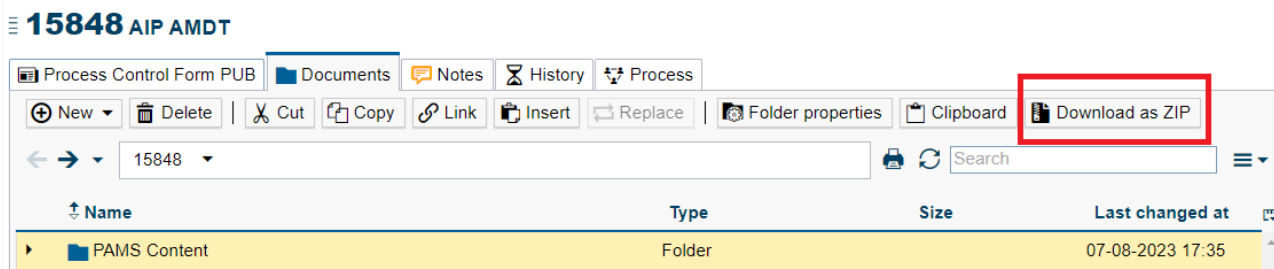 15848 AIP AMDT
Process Control Form PUB Documents Notes History Process
New Delete Cut Copy Link Insert Replace Folder properties Clipboard Download as ZIP
15848 Search
Name Type Size Last changed at
PAMS Content Folder 07-08-2023 17:35